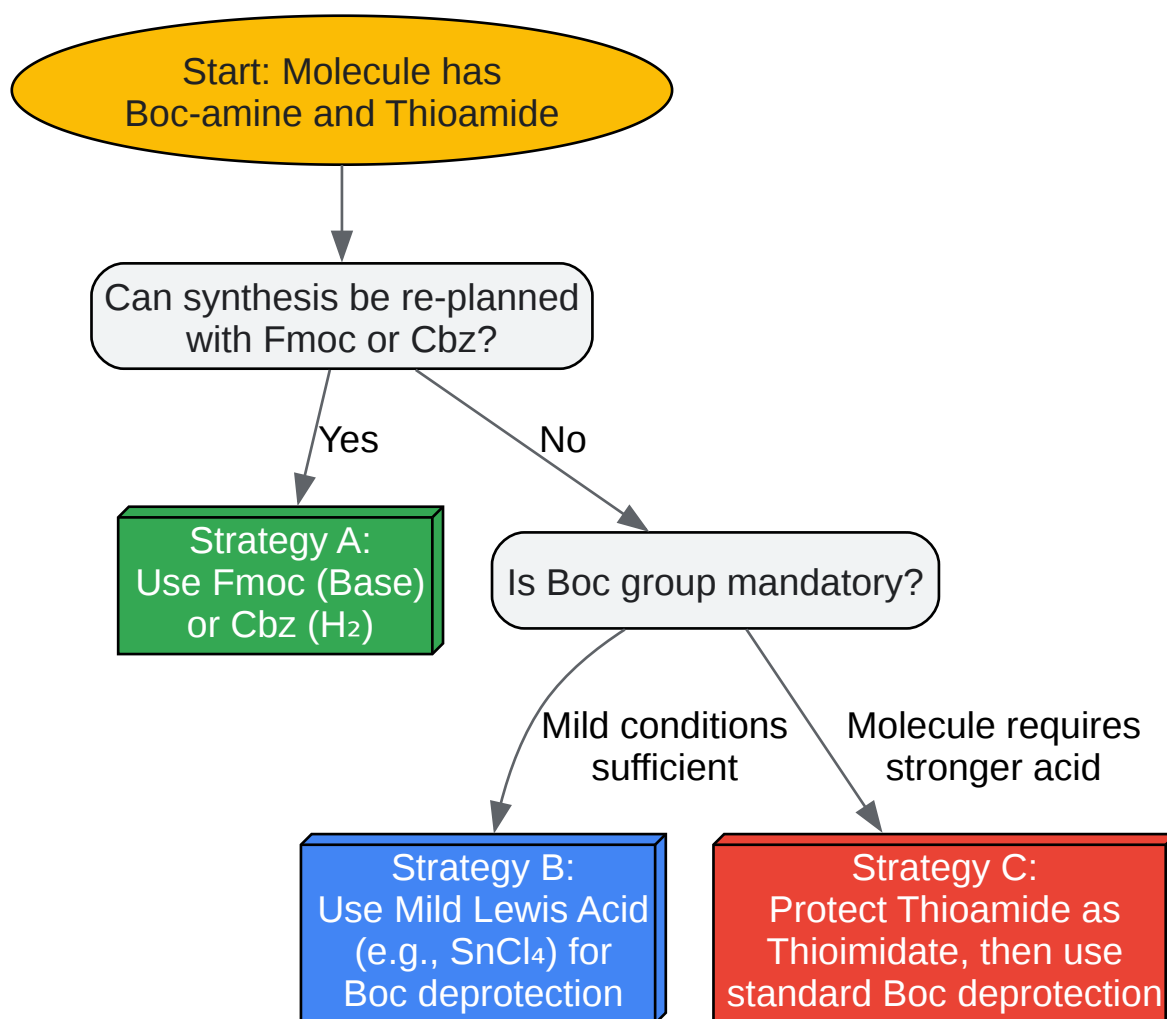 Start: Molecule has
Boc-amine and Thioamide
Can synthesis be re-planned
with Fmoc or Cbz?
Yes
No
Strategy A:
Use Fmoc (Base)
or Cbz (H₂)
Is Boc group mandatory?
Mild conditions
sufficient
Molecule requires
stronger acid
Strategy B:
Use Mild Lewis Acid
(e.g., SnCl₄) for
Boc deprotection
Strategy C:
Protect Thioamide as
Thioimidate, then use
standard Boc deprotection